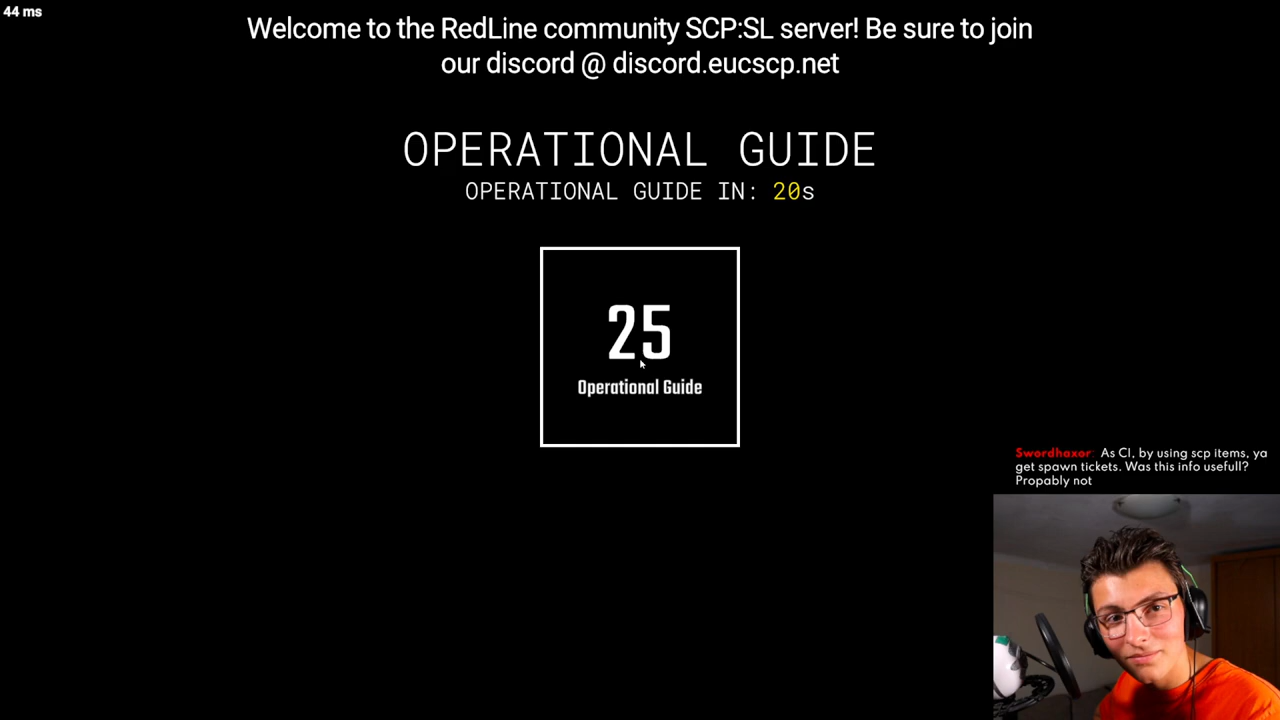 44 ms
Welcome to the RedLine community SCP:SL server! Be sure to join
our discord @ discord.eucscp.net
OPERATIONAL GUIDE
OPERATIONAL GUIDE IN: 20s
25
Operational Guide
Swordhaxor: As CI, by using scp items, ya
get spawn tickets. Was this info usefull?
Propably not